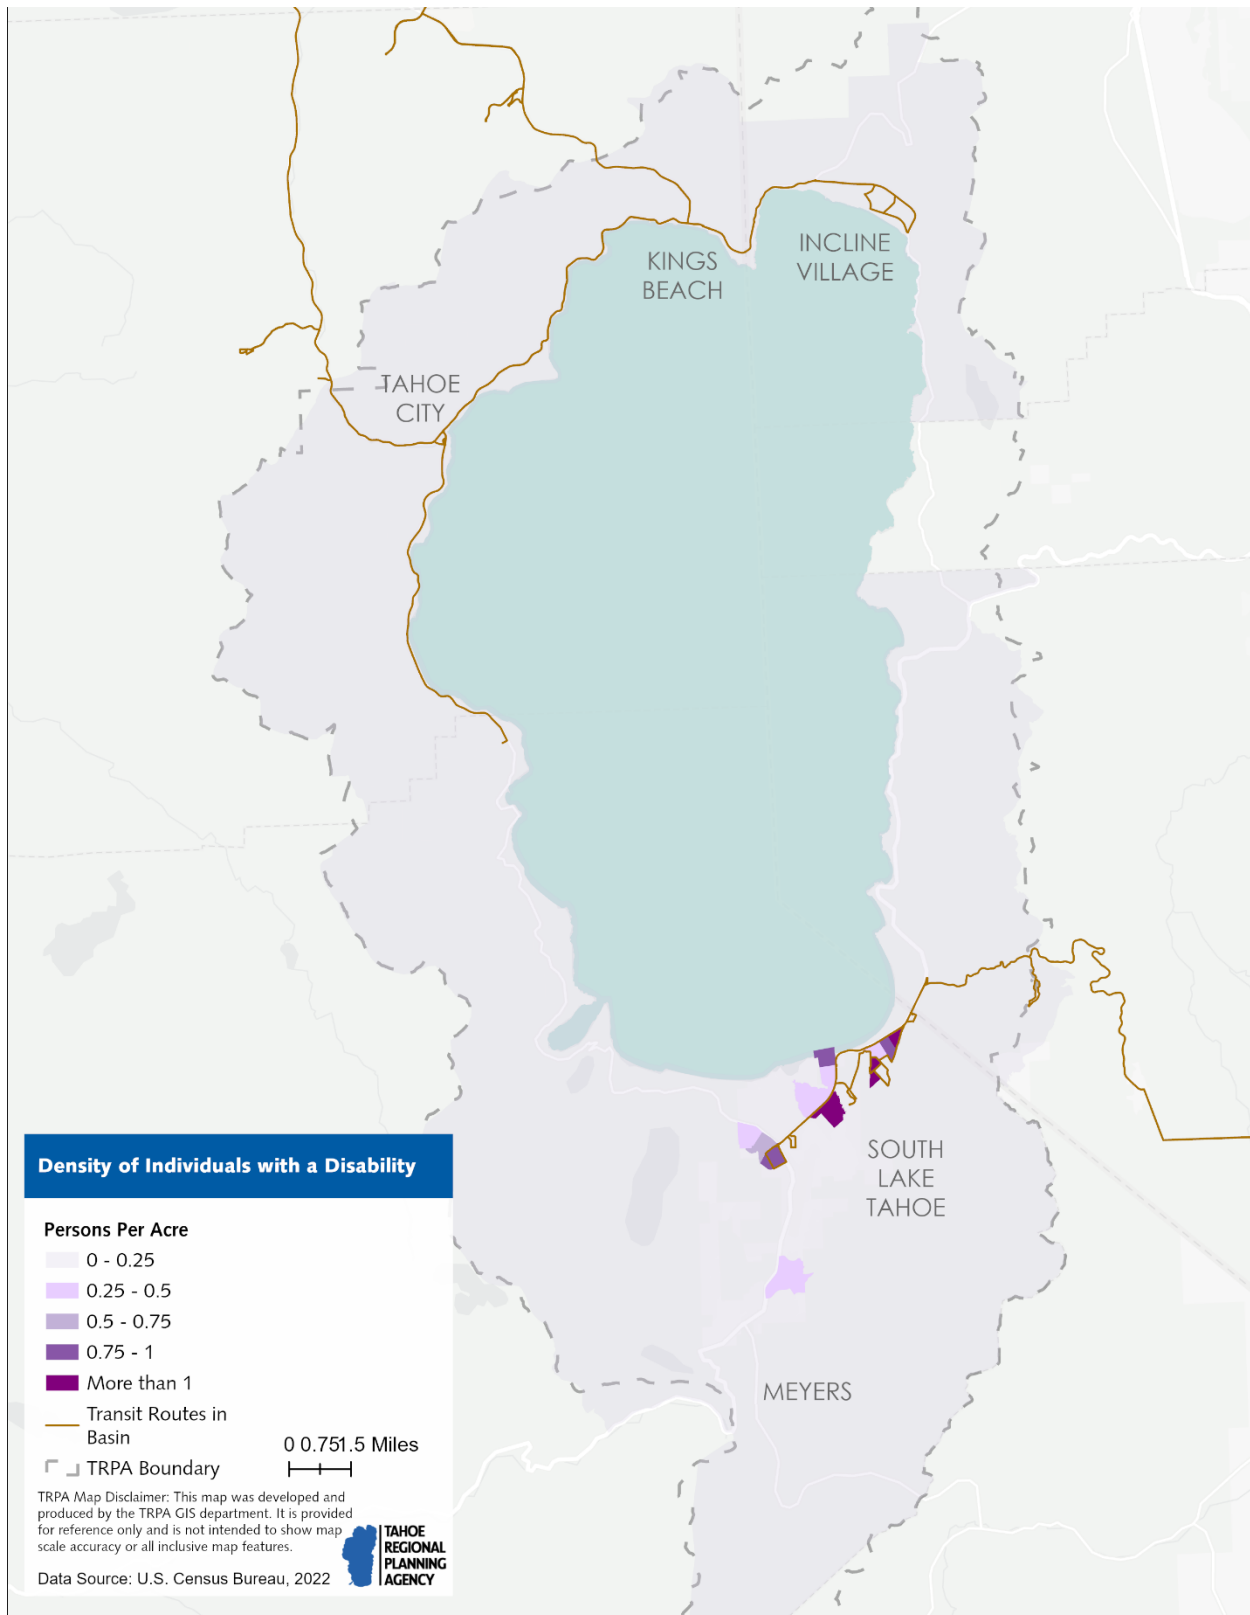 KINGS
BEACH
INCLINE
VILLAGE
TAHOE
CITY
SOUTH
LAKE
TAHOE
MEYERS
Density of Individuals with a Disability
Persons Per Acre
0 - 0.25
0.25 - 0.5
0.5 - 0.75
0.75 - 1
More than 1
Transit Routes in
Basin
0 0.751.5 Miles
TRPA Boundary
TRPA Map Disclaimer: This map was developed and
produced by the TRPA GIS department. It is provided
for reference only and is not intended to show map
scale accuracy or all inclusive map features.
Data Source: U.S. Census Bureau, 2022
TAHOE
REGIONAL
PLANNING
AGENCY